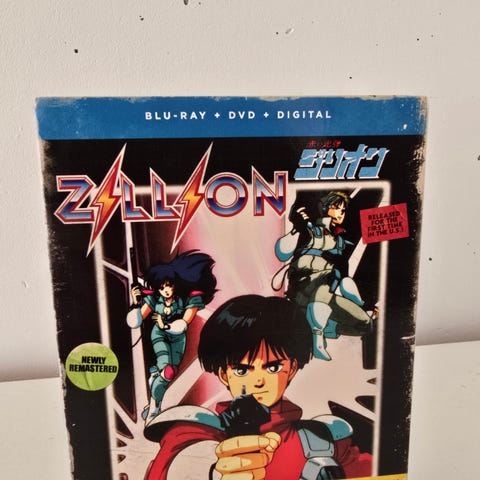 BLU-RAY + DVD + DIGITAL
ZILLION
赤い光弾
ジリオン
RELEASED
FOR THE
FIRST TIME
IN THE U.S.!
NEWLY
REMASTERED